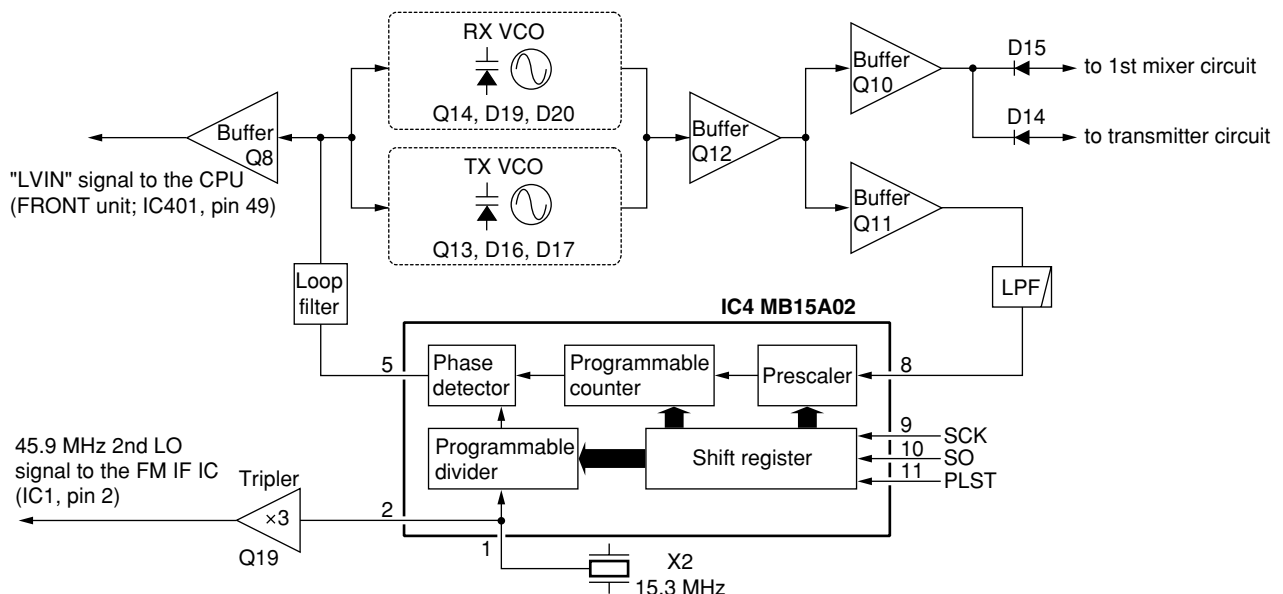 RX VCO
Q14, D19, D20
TX VCO
Q13, D16, D17
Buffer
Q8
"LVIN" signal to the CPU
(FRONT unit; IC401, pin 49)
Buffer
Q12
Buffer
Q10
Buffer
Q11
D15
to 1st mixer circuit
D14
to transmitter circuit
Loop
filter
LPF
IC4 MB15A02
5
Phase
detector
Programmable
counter
Prescaler
8
Programmable
divider
Shift register
9
SCK
10
SO
11
PLST
45.9 MHz 2nd LO
signal to the FM IF IC
(IC1, pin 2)
Tripler
×3
Q19
2
1
X2
15.3 MHz